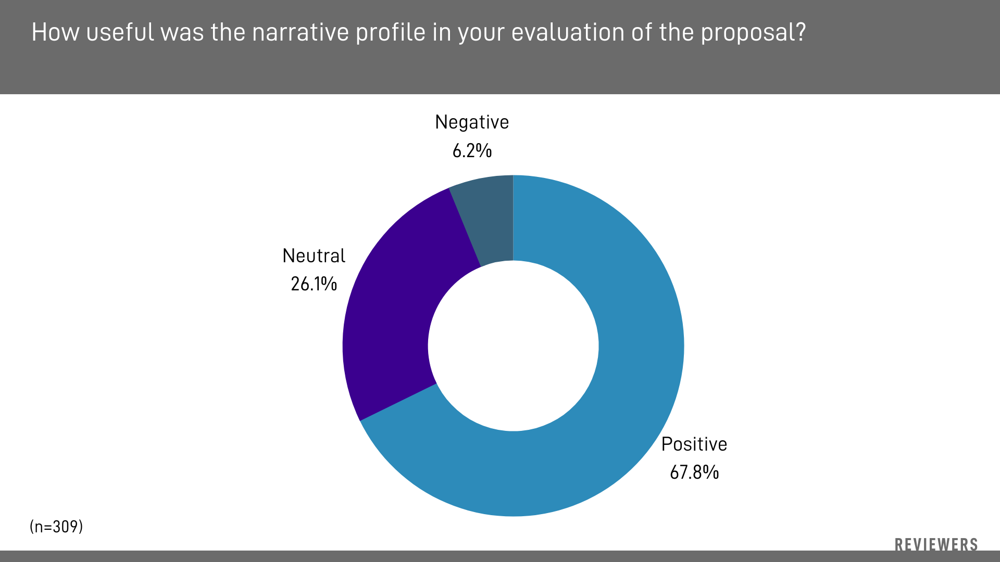 How useful was the narrative profile in your evaluation of the proposal?
Negative
6.2%
Neutral
26.1%
Positive
67.8%
(n=309)
REVIEWERS